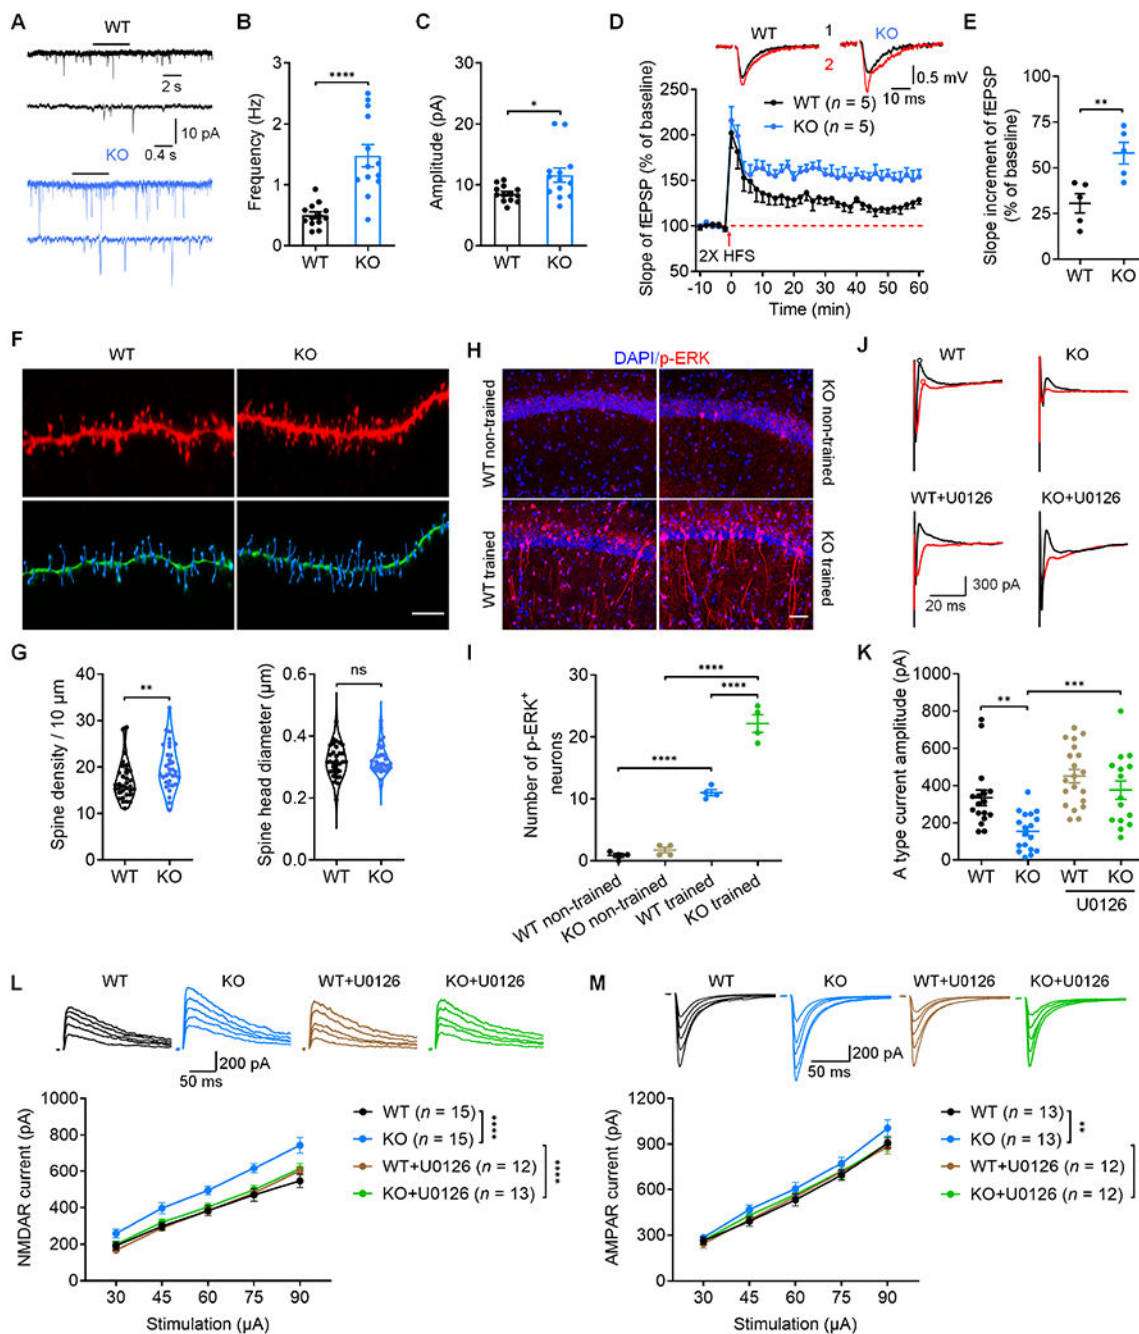 A
WT
2 s
10 pA
0.4 s
KO
B
Frequency (Hz)
3
2
1
0
****
WT KO
C
Amplitude (pA)
30
20
10
0
*
WT KO
D
WT
KO
1
2
0.5 mV
10 ms
WT (n = 5)
KO (n = 5)
Slope of fEPSP (% of baseline)
250
200
150
100
50
2X HFS
-10 0 10 20 30 40 50 60
Time (min)
E
Slope increment of fEPSP
(% of baseline)
100
75
50
25
0
**
WT KO
F
WT KO
G
Spine density / 10 µm
40
30
20
10
0
**
WT KO
Spine head diameter (µm)
0.6
0.4
0.2
0.0
ns
WT KO
H
DAPI/p-ERK
WT non-trained
KO non-trained
WT trained
KO trained
I
Number of p-ERK+
neurons
30
20
10
0
****
****
****
WT non-trained
KO non-trained
WT trained
KO trained
J
WT KO
WT+U0126 KO+U0126
300 pA
20 ms
K
A type current amplitude (pA)
1000
800
600
400
200
0
**
***
WT KO WT KO
U0126
L
WT KO WT+U0126 KO+U0126
200 pA
50 ms
NMDAR current (pA)
1000
800
600
400
200
0
WT (n = 15)
KO (n = 15)
WT+U0126 (n = 12)
KO+U0126 (n = 13)
****
****
30 45 60 75 90
Stimulation (µA)
M
WT KO WT+U0126 KO+U0126
200 pA
50 ms
AMPAR current (pA)
1200
900
600
300
0
WT (n = 13)
KO (n = 13)
WT+U0126 (n = 12)
KO+U0126 (n = 12)
**
30 45 60 75 90
Stimulation (µA)